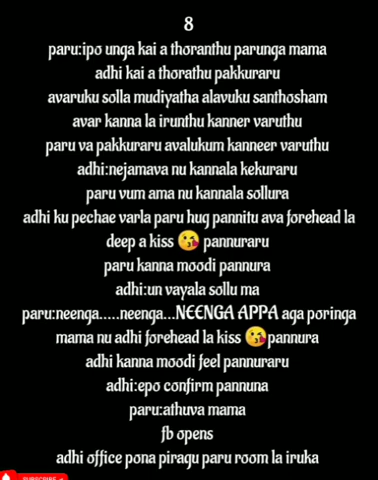 8
paru:ipo unga kai a thoranthu parunga mama
adhi kai a thorathu pakkuraru
avaruku solla mudiyatha alavuku santhosham
avar kanna la irunthu kanner varuthu
paru va pakkuraru avalukum kanneer varuthu
adhi:nejamava nu kannala kekuraru
paru vum ama nu kannala sollura
adhi ku pechae varla paru hug pannitu ava forehead la
deep a kiss 😘 pannuraru
paru kanna moodi pannura
adhi:un vayala sollu ma
paru:neenga.....neenga...NEENGA APPA aga poringa
mama nu adhi forehead la kiss 😘pannura
adhi kanna moodi feel pannuraru
adhi:epo confirm pannuna
paru:athuva mama
fb opens
adhi office pona piragu paru room la iruka
SUBSCRIBE